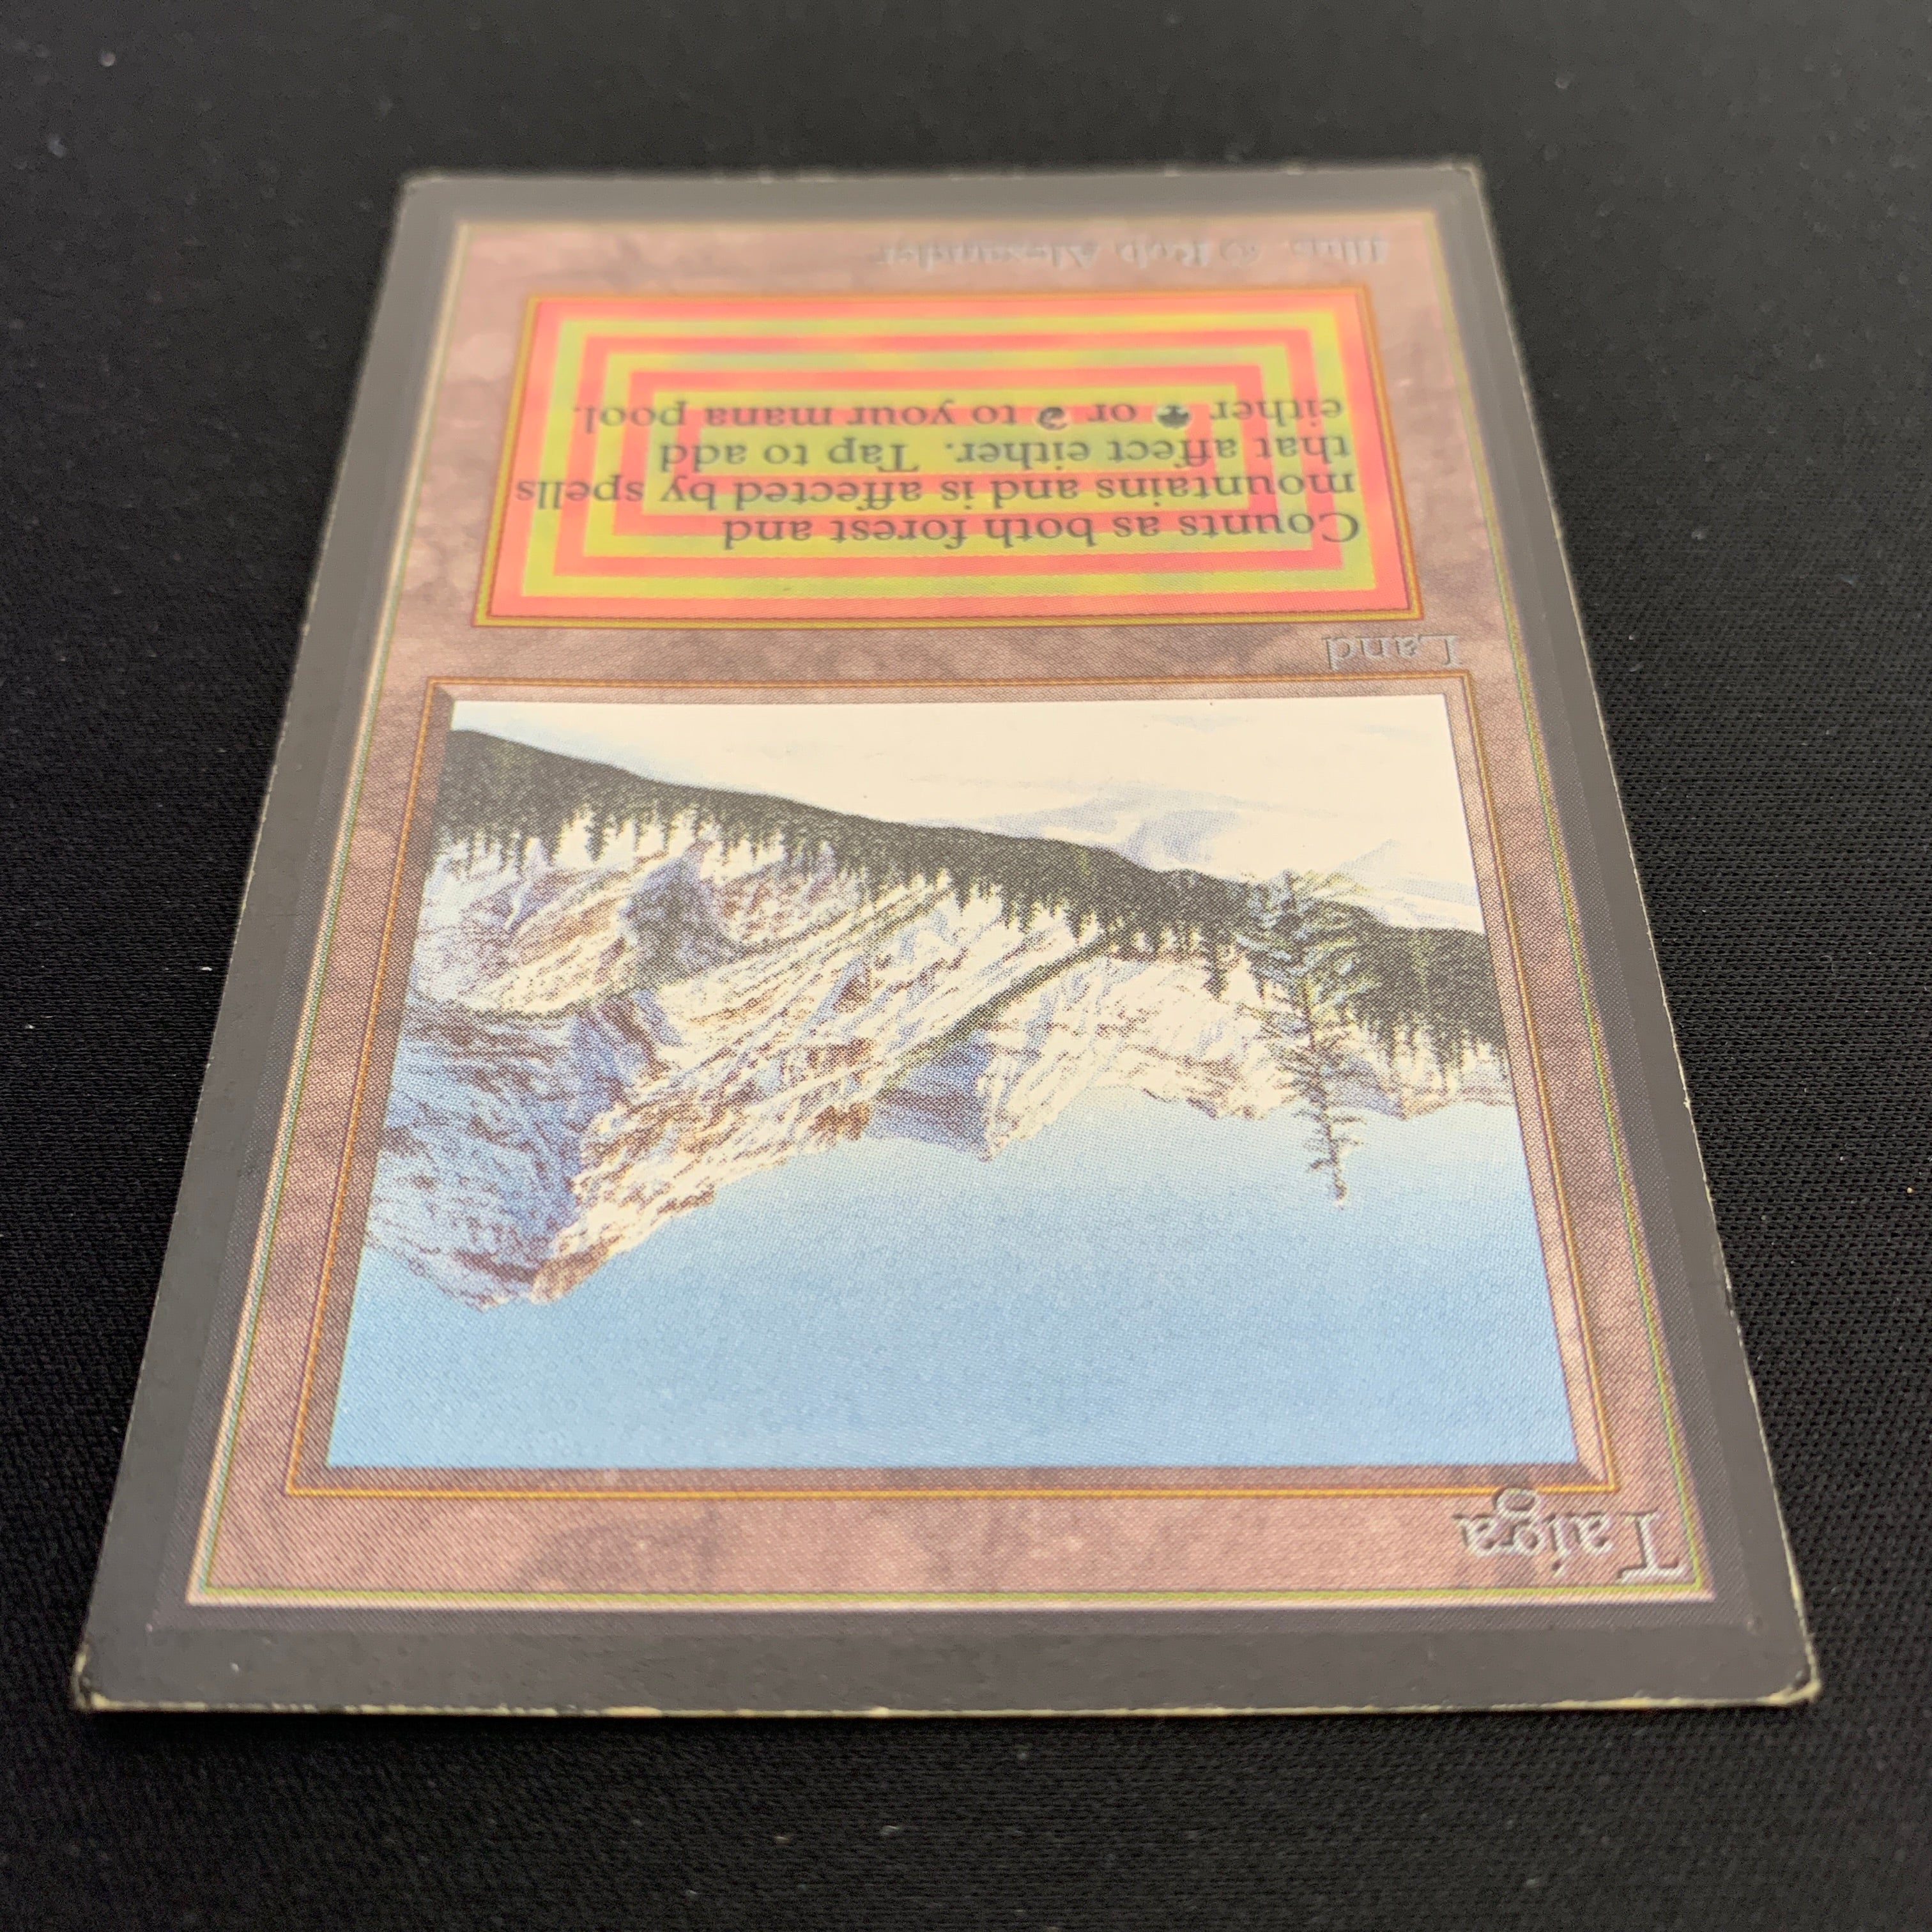 Taiga
Land
Counts as both forest and
mountains and is affected by spells
that affect either. Tap to add
either or to your mana pool.
Illus. © Rob Alexander